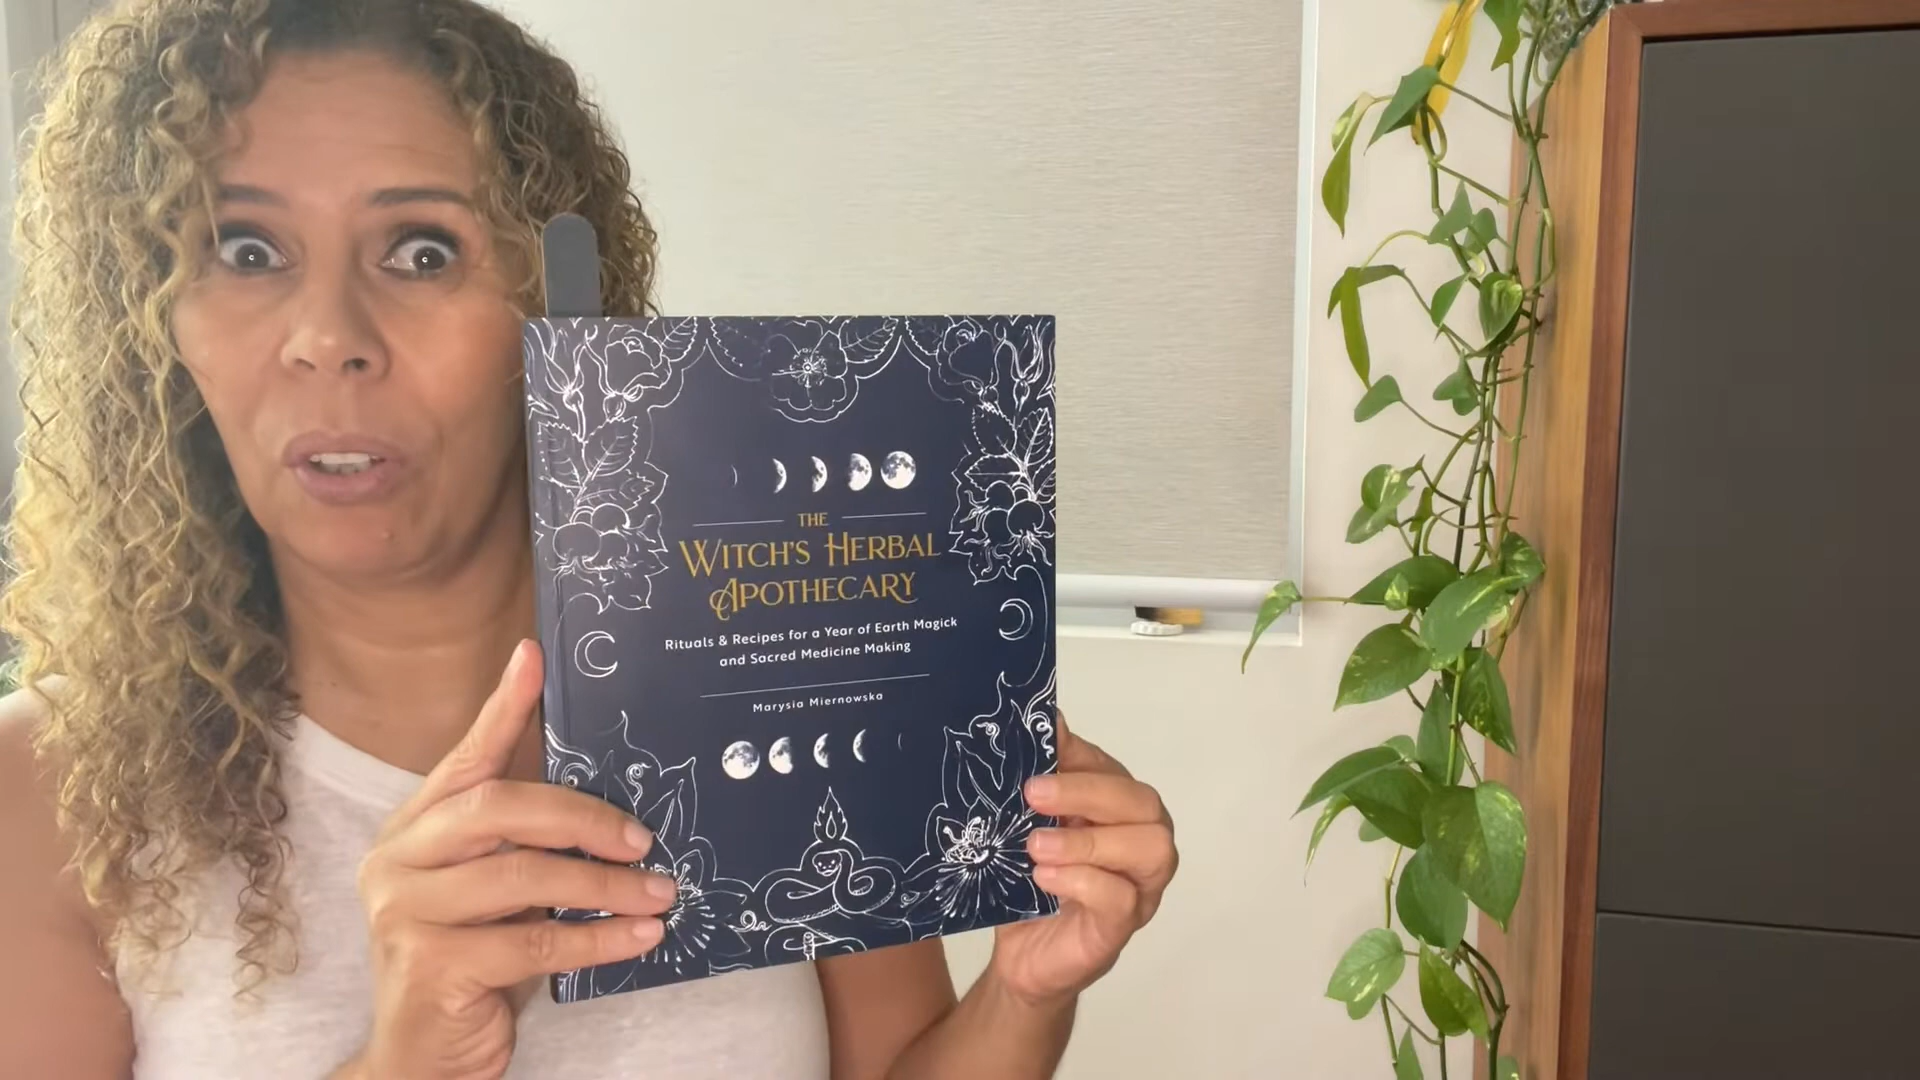 THE
WITCH'S HERBAL
APOTHECARY
Rituals & Recipes for a Year of Earth Magick
and Sacred Medicine Making
Marysia Miernowska